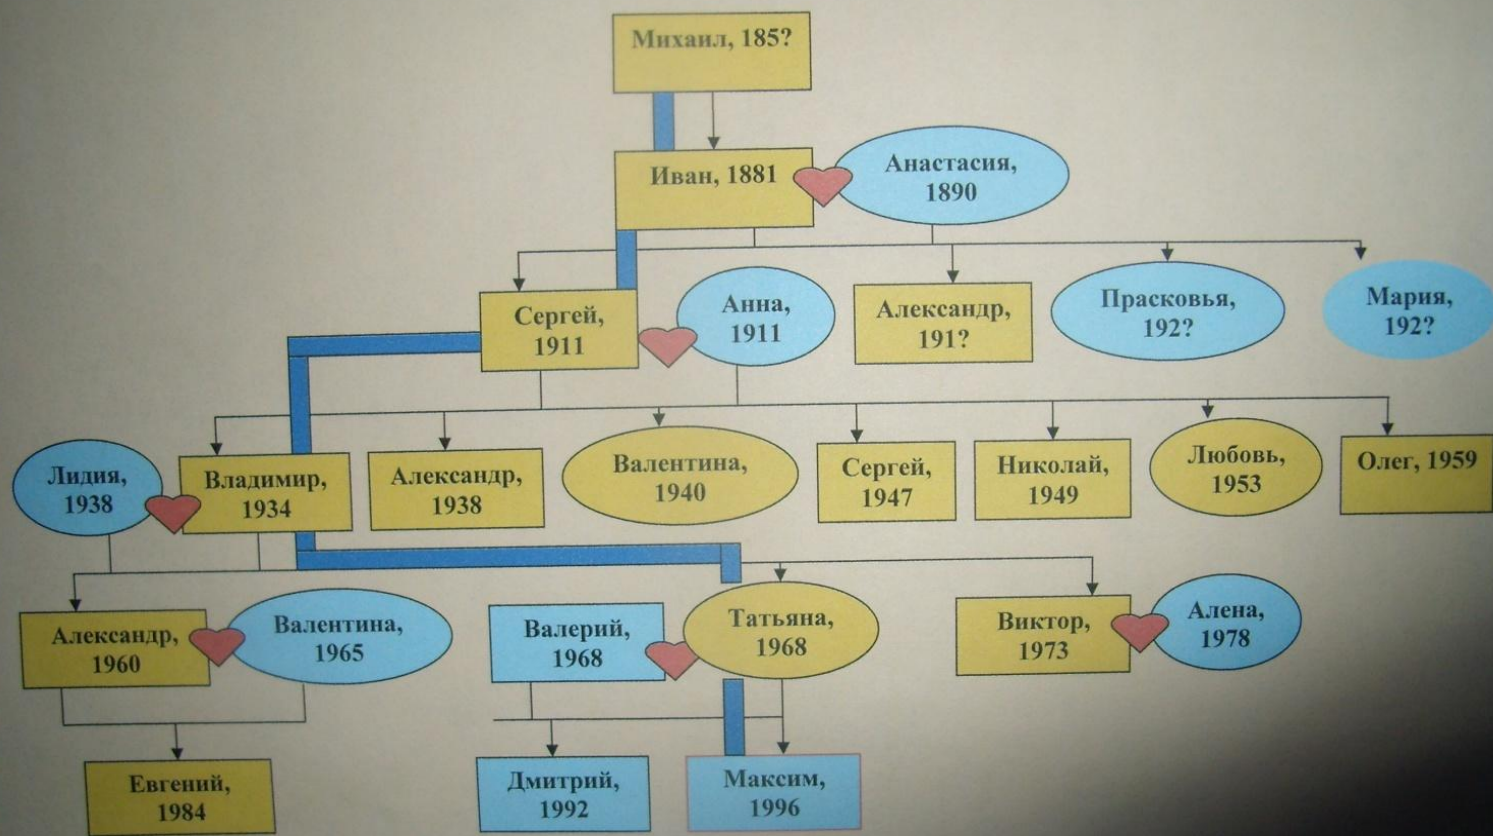 Михаил, 185?
Иван, 1881
Анастасия,
1890
Сергей,
1911
Анна,
1911
Александр,
191?
Прасковья,
192?
Мария,
192?
Лидия,
1938
Владимир,
1934
Александр,
1938
Валентина,
1940
Сергей,
1947
Николай,
1949
Любовь,
1953
Олег, 1959
Александр,
1960
Валентина,
1965
Валерий,
1968
Татьяна,
1968
Виктор,
1973
Алена,
1978
Евгений,
1984
Дмитрий,
1992
Максим,
1996